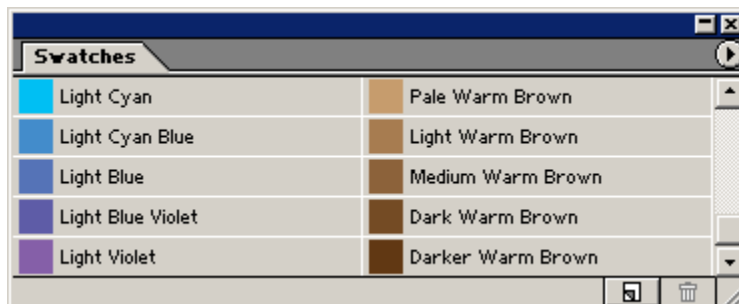 Swatches
Light Cyan
Pale Warm Brown
Light Cyan Blue
Light Warm Brown
Light Blue
Medium Warm Brown
Light Blue Violet
Dark Warm Brown
Light Violet
Darker Warm Brown